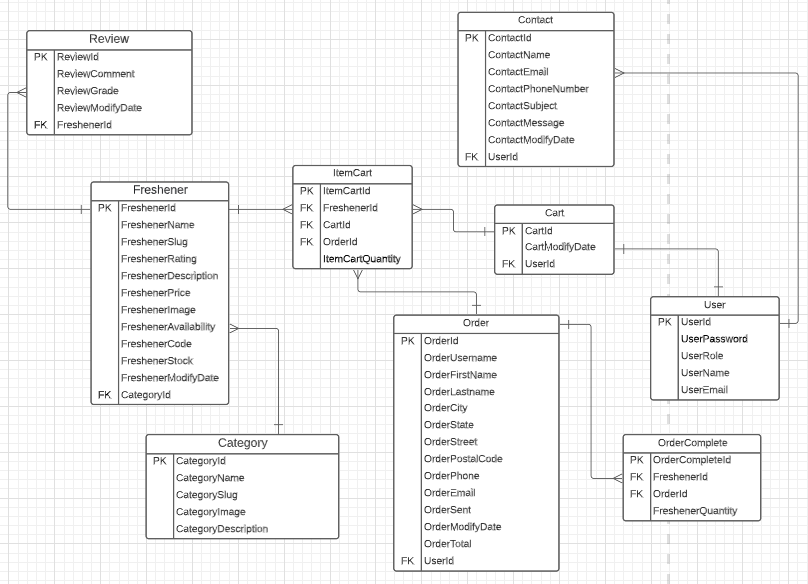 Contact
PK ContactId
ContactName
ContactEmail
ContactPhoneNumber
ContactSubject
ContactMessage
ContactModifyDate
FK UserId
Review
PK ReviewId
ReviewComment
ReviewGrade
ReviewModifyDate
FK FreshenerId
ItemCart
PK ItemCartId
FK FreshenerId
FK CartId
FK OrderId
ItemCartQuantity
Freshener
PK FreshenerId
FreshenerName
FreshenerSlug
FreshenerRating
FreshenerDescription
FreshenerPrice
FreshenerImage
FreshenerAvailability
FreshenerCode
FreshenerStock
FreshenerModifyDate
FK CategoryId
Cart
PK CartId
CartModifyDate
FK UserId
User
PK UserId
UserPassword
UserRole
UserName
UserEmail
Order
PK OrderId
OrderUsername
OrderFirstName
OrderLastname
OrderCity
OrderState
OrderStreet
OrderPostalCode
OrderPhone
OrderEmail
OrderSent
OrderModifyDate
OrderTotal
FK UserId
Category
PK CategoryId
CategoryName
CategorySlug
CategoryImage
CategoryDescription
OrderComplete
PK OrderCompleteId
FK FreshenerId
FK OrderId
FreshenerQuantity